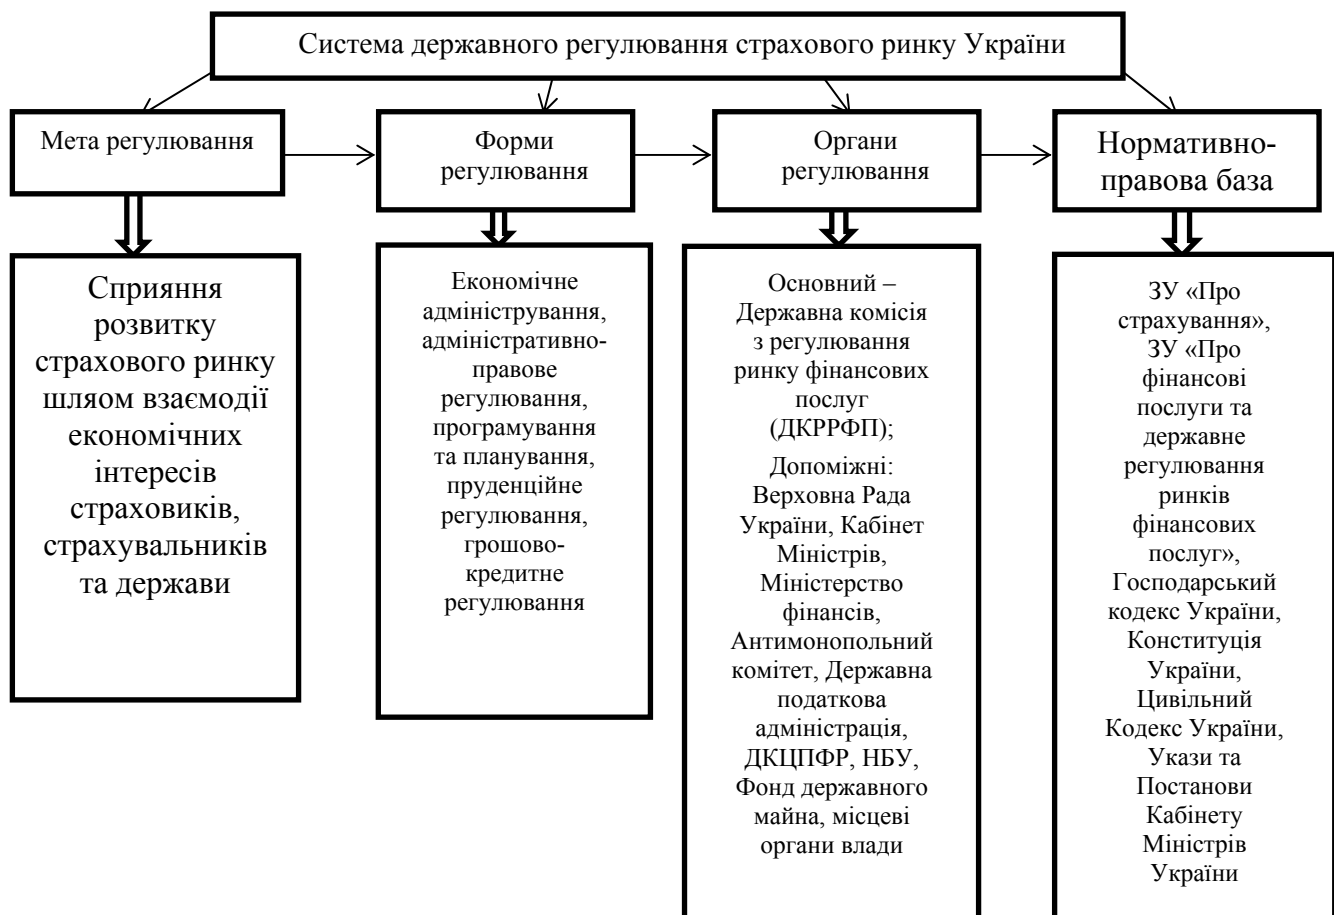 Система державного регулювання страхового ринку України
Мета регулювання
Форми
регулювання
Органи
регулювання
Нормативно-
правова база
Сприяння
розвитку
страхового ринку
шляом взаємодії
економічних
інтересів
страховиків,
страхувальників
та держави
Економічне
адміністрування,
адміністративно-
правове
регулювання,
програмування
та планування,
пруденційне
регулювання,
грошово-
кредитне
регулювання
Основний –
Державна комісія
з регулювання
ринку фінансових
послуг
(ДКРРФП);
Допоміжні:
Верховна Рада
України, Кабінет
Міністрів,
Міністерство
фінансів,
Антимонопольний
комітет, Державна
податкова
адміністрація,
ДКЦПФР, НБУ,
Фонд державного
майна, місцеві
органи влади
ЗУ «Про
страхування»,
ЗУ «Про
фінансові
послуги та
державне
регулювання
ринків
фінансових
послуг»,
Господарський
кодекс України,
Конституція
України,
Цивільний
Кодекс України,
Укази та
Постанови
Кабінету
Міністрів
України